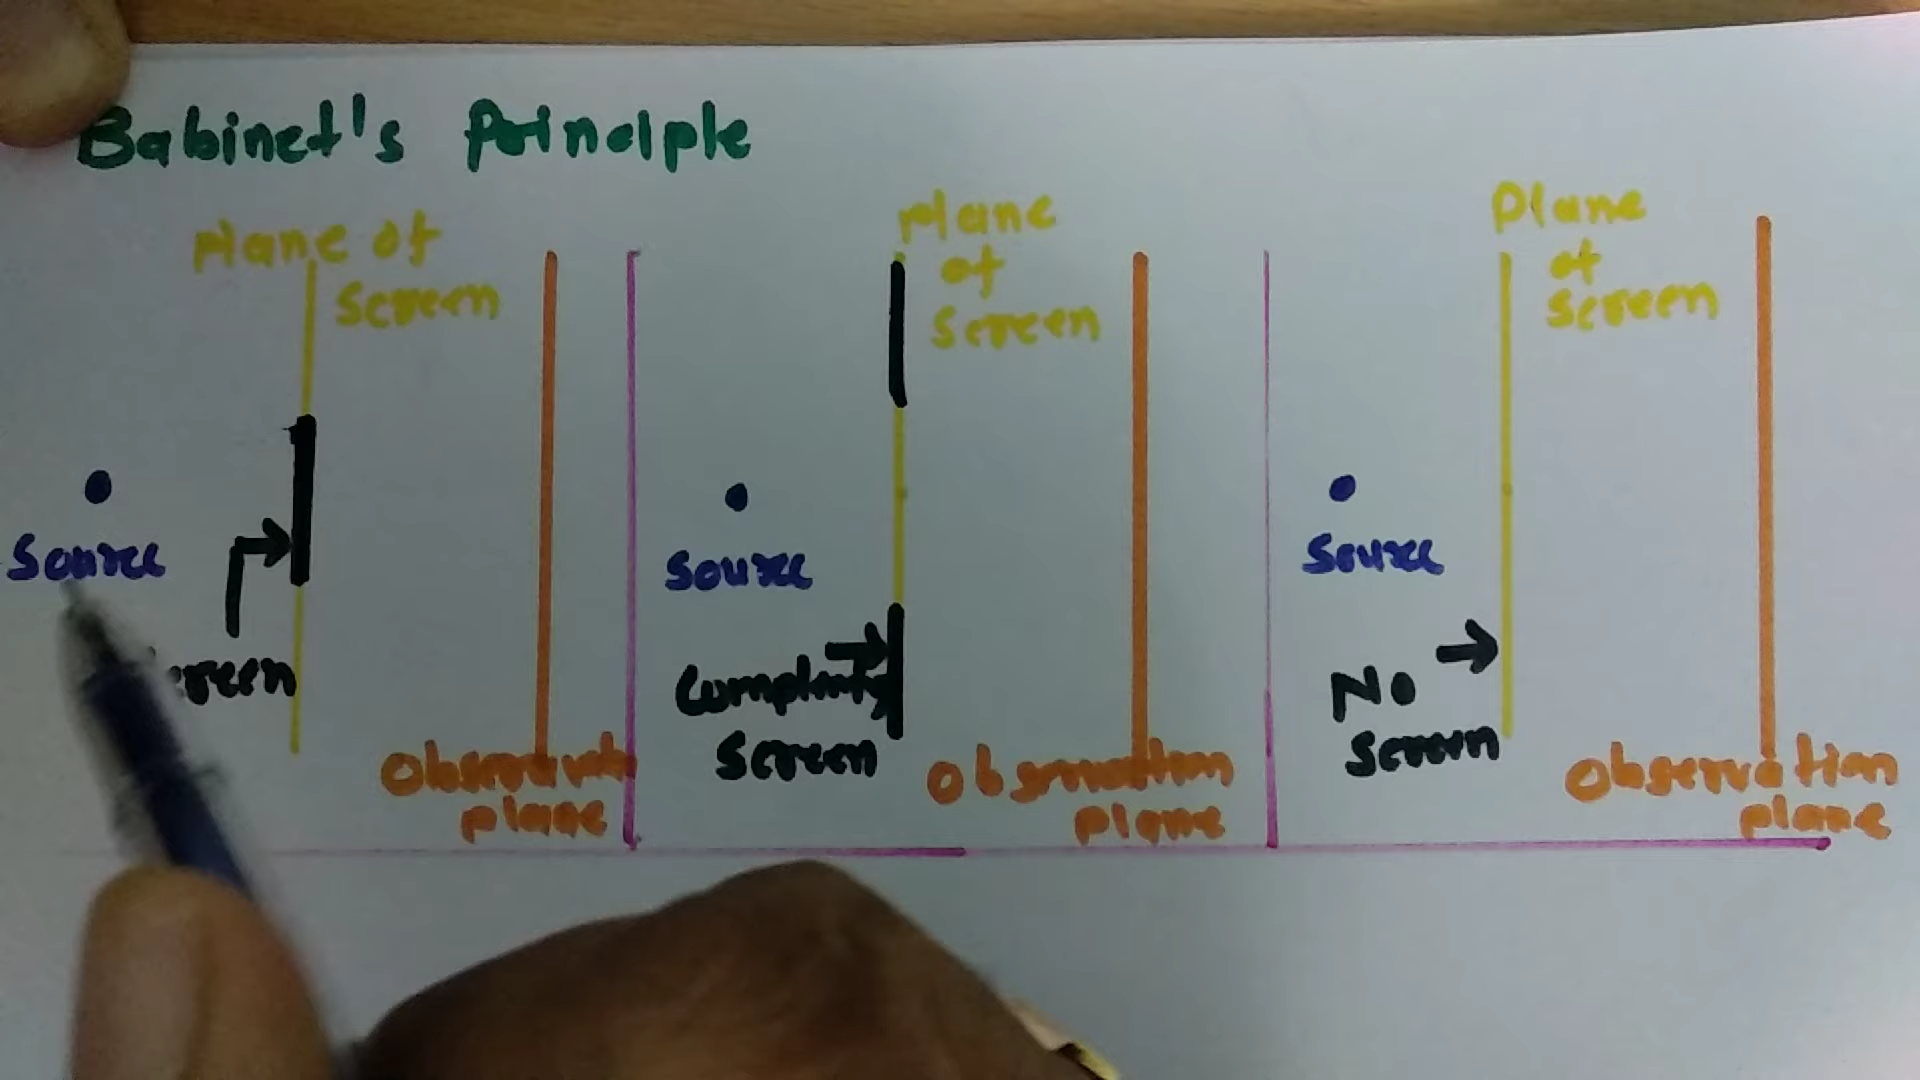 Babinet's Principle
Plane of
Screen
Source
Screen
Observation
plane
Plane
of
Screen
Source
Complimtry
Screen
Observation
plane
Plane
of
Screen
Source
No
Screen
Observation
plane